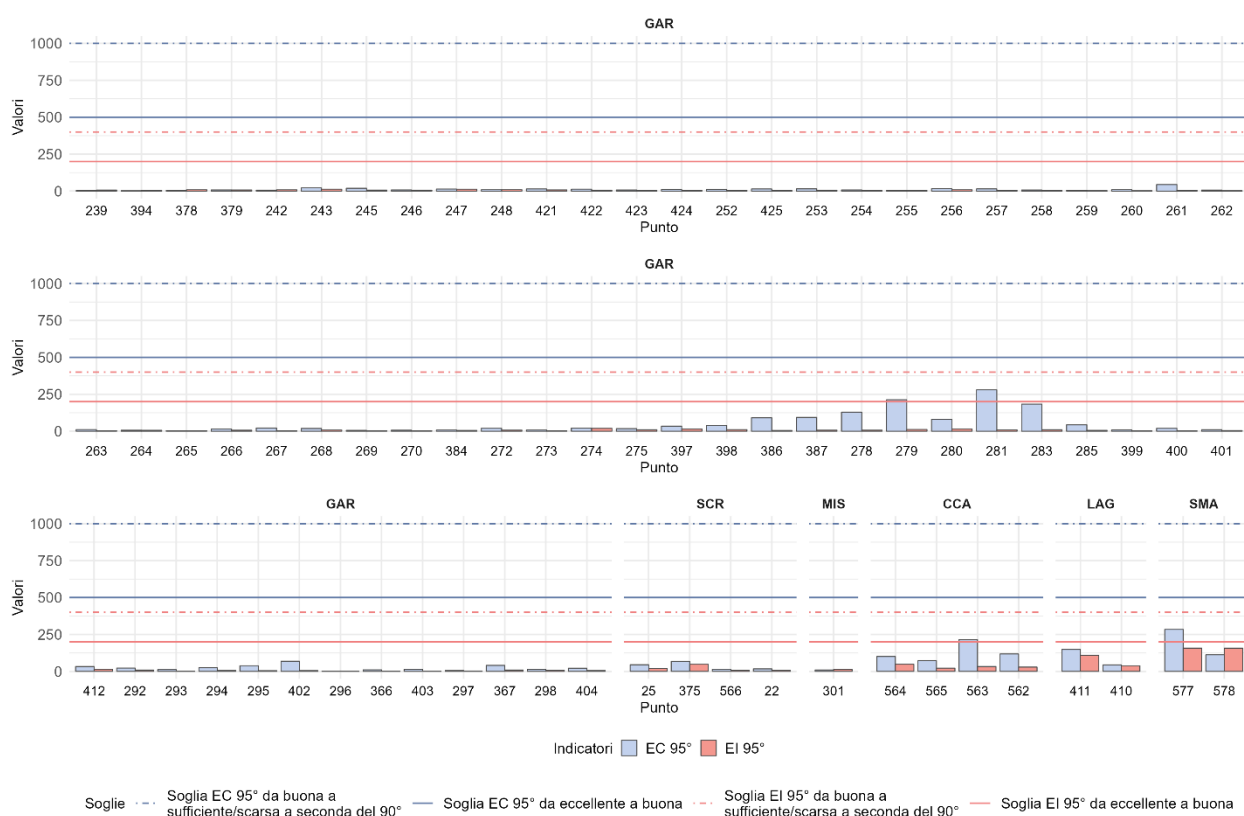 GAR
1000
750
500
250
0
Valori
239 394 378 379 242 243 245 246 247 248 421 422 423 424 252 425 253 254 255 256 257 258 259 260 261 262
Punto
GAR
1000
750
500
250
0
Valori
263 264 265 266 267 268 269 270 384 272 273 274 275 397 398 386 387 278 279 280 281 283 285 399 400 401
Punto
GAR SCR MIS CCA LAG SMA
1000
750
500
250
0
Valori
412 292 293 294 295 402 296 366 403 297 367 298 404 25 375 566 22 301 564 565 563 562 411 410 577 578
Punto
Indicatori EC 95° EI 95°
Soglie
Soglia EC 95° da buona a
sufficiente/scarsa a seconda del 90°
Soglia EC 95° da eccellente a buona
Soglia EI 95° da buona a
sufficiente/scarsa a seconda del 90°
Soglia EI 95° da eccellente a buona